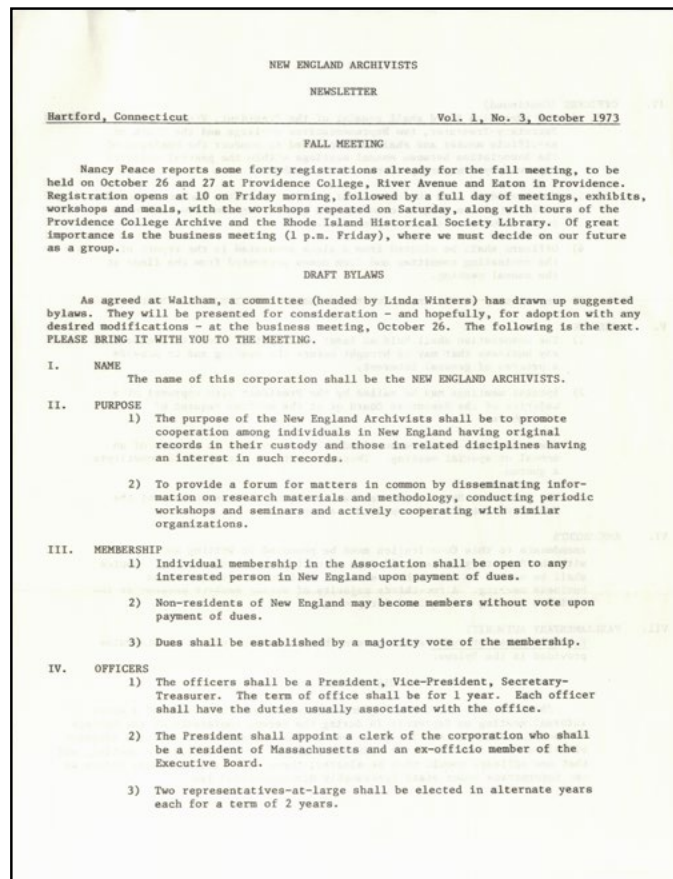 NEW ENGLAND ARCHIVISTS
NEWSLETTER
Hartford, Connecticut Vol. 1, No. 3, October 1973
FALL MEETING
Nancy Peace reports some forty registrations already for the fall meeting, to be
held on October 26 and 27 at Providence College, River Avenue and Eaton in Providence.
Registration opens at 10 on Friday morning, followed by a full day of meetings, exhibits,
workshops and meals, with the workshops repeated on Saturday, along with tours of the
Providence College Archive and the Rhode Island Historical Society Library. Of great
importance is the business meeting (1 p.m. Friday), where we must decide on our future
as a group.
DRAFT BYLAWS
As agreed at Waltham, a committee (headed by Linda Winters) has drawn up suggested
bylaws. They will be presented for consideration - and hopefully, for adoption with any
desired modifications - at the business meeting, October 26. The following is the text.
PLEASE BRING IT WITH YOU TO THE MEETING.
I. NAME
The name of this corporation shall be the NEW ENGLAND ARCHIVISTS.
II. PURPOSE
1) The purpose of the New England Archivists shall be to promote
cooperation among individuals in New England having original
records in their custody and those in related disciplines having
an interest in such records.
2) To provide a forum for matters in common by disseminating infor-
mation on research materials and methodology, conducting periodic
workshops and seminars and actively cooperating with similar
organizations.
III. MEMBERSHIP
1) Individual membership in the Association shall be open to any
interested person in New England upon payment of dues.
2) Non-residents of New England may become members without vote upon
payment of dues.
3) Dues shall be established by a majority vote of the membership.
IV. OFFICERS
1) The officers shall be a President, Vice-President, Secretary-
Treasurer. The term of office shall be for 1 year. Each officer
shall have the duties usually associated with the office.
2) The President shall appoint a clerk of the corporation who shall
be a resident of Massachusetts and an ex-officio member of the
Executive Board.
3) Two representatives-at-large shall be elected in alternate years
each for a term of 2 years.